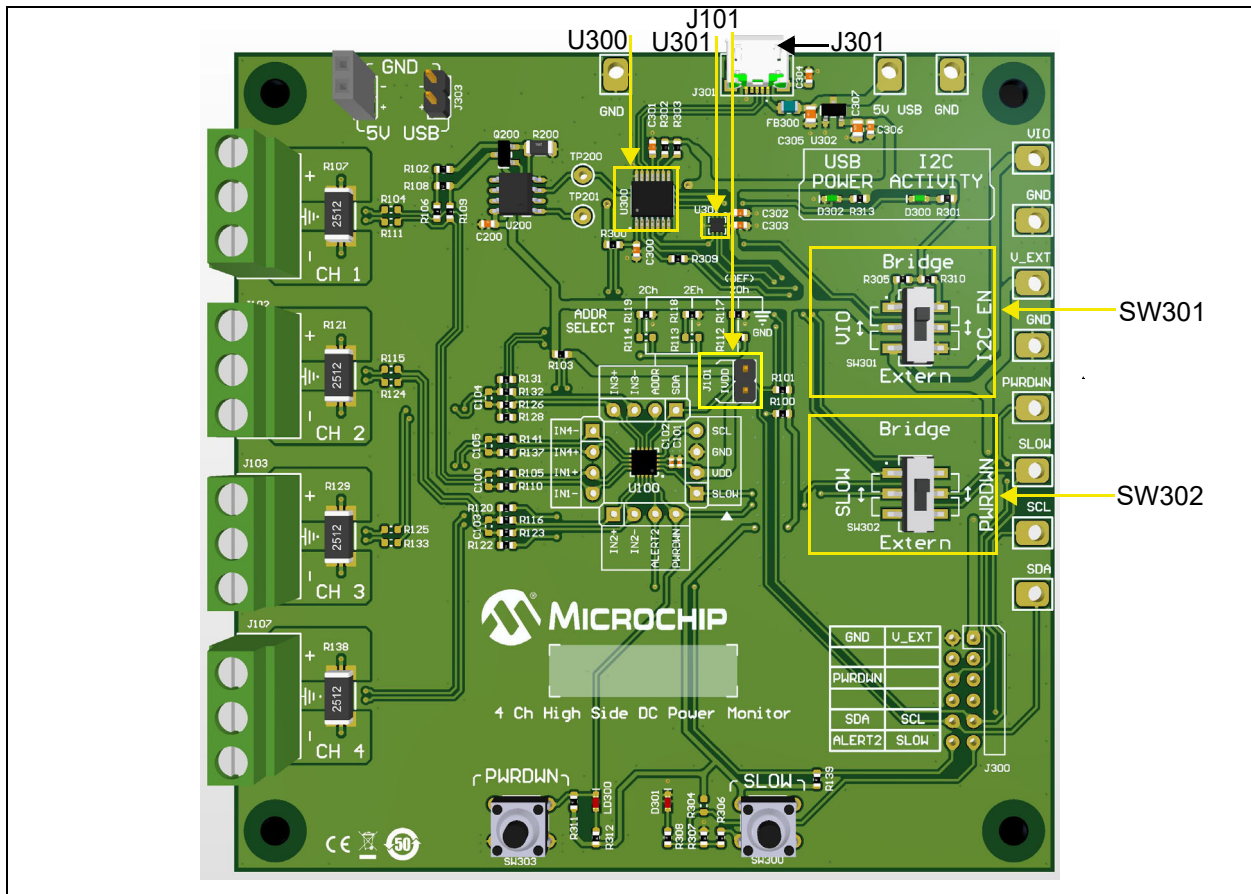 J101
U300
U301
J301
GND
5V USB
J303
GND
J301
C304
5V USB
GND
C307
FB300
C305
U302
C306
C301
R302
R303
Q200
R200
TP200
TP201
U300
U200
C200
R300
C300
R309
C302
C303
USB
POWER
I2C
ACTIVITY
D302
R313
D300
R301
VIO
GND
V_EXT
GND
PWRDWN
SLOW
SCL
SDA
R107
2512
CH 1
R104
R111
R102
R108
R106
R109
Bridge
R305
R310
VIO
I2C EN
SW301
Extern
SW301
(DEF)
2Ch
2Eh
20h
ADDR
SELECT
R119
R118
R117
R114
R113
R112
GND
R103
J101
IVDD
R101
R100
R121
2512
CH 2
R115
R124
C104
R131
R132
R126
R128
C105
R141
R137
C100
R105
R110
R120
C103
R116
R123
R122
IN3+
IN3-
ADDR
SDA
IN4-
IN4+
IN1+
IN1-
C102
C101
SCL
GND
VDD
SLOW
U100
IN2+
IN2-
ALERT2
PWRDWN
Bridge
SLOW
PWRDWN
SW302
Extern
SW302
J103
R129
2512
CH 3
R125
R133
J107
R138
2512
CH 4
MICROCHIP
4 Ch High Side DC Power Monitor
GND V_EXT
PWRDWN
SDA SCL
ALERT2 SLOW
J300
PWRDWN
R311
LD300
R312
SW303
D301
R308
R304
R307
R306
SLOW
R139
SW300
CE
50